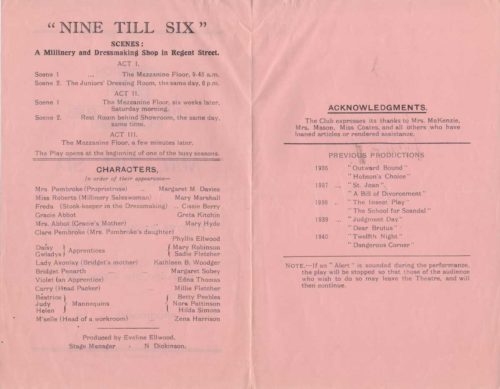 "NINE TILL SIX"
SCENES:
A Millinery and Dressmaking Shop in Regent Street.
ACT I.
Scene 1 ... The Mezzanine Floor, 9.45 a.m.
Scene 2. The Juniors' Dressing Room, the same day, 6 p.m.
ACT II.
Scene 1 The Mezzanine Floor, six weeks later,
Saturday morning.
Scene 2. Rest Room behind Showroom, the same day,
same time.
ACT III.
The Mezzanine Floor, a few minutes later.
The Play opens at the beginning of one of the busy seasons.
CHARACTERS,
In order of their appearance—
Mrs Pembroke (Proprietress) Margaret M. Davies
Miss Roberts (Millinery Saleswoman) Mary Marshall
Freda (Stock-keeper in the Dressmaking) ... Cissie Berry
Gracie Abbot Greta Kitchin
Mrs. Abbot (Gracie's Mother) Mary Hyde
Clare Pembroke (Mrs. Pembroke's daughter)
Phyllis Ellwood
Daisy } Apprentices { Mary Robinson
Gwladys } { Sadie Fletcher
Lady Avonlay (Bridget's mother) Kathleen B. Woodger
Bridget Penarth Margaret Sobey
Violet (an Apprentice) Edna Thomas
Carry (Head Packer) Millie Fletcher
Beatrice } { Betty Peebles
Judy } Mannequins { Nora Pattinson
Helen } { Hilda Simons
M'selle (Head of a workroom) Zena Harrison
Produced by Eveline Ellwood.
Stage Manager - N Dickinson.
ACKNOWLEDGMENTS.
The Club expresses its thanks to Mrs. McKenzie,
Mrs. Mason, Miss Coates, and all others who have
loaned articles or rendered assistance.
PREVIOUS PRODUCTIONS
1936 ... "Outward Bound"
"Hobson's Choice"
1937 ... "St. Joan"
"A Bill of Divorcement"
1938 ... "The Insect Play"
"The School for Scandal"
1939 ... "Judgment Day"
"Dear Brutus"
1940 ... "Twelfth Night"
"Dangerous Corner"
NOTE.—If an "Alert" is sounded during the performance,
the play will be stopped so that those of the audience
who wish to do so may leave the Theatre, and will
then continue.